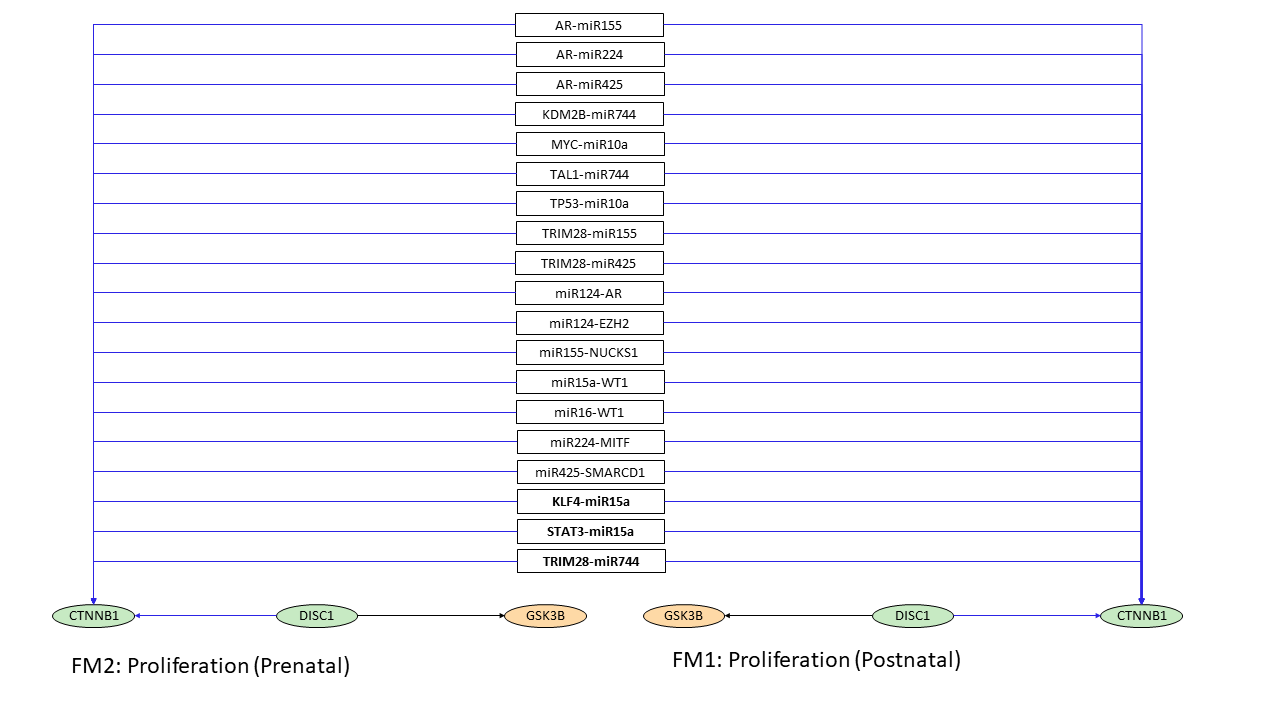 AR-miR155
AR-miR224
AR-miR425
KDM2B-miR744
MYC-miR10a
TAL1-miR744
TP53-miR10a
TRIM28-miR155
TRIM28-miR425
miR124-AR
miR124-EZH2
miR155-NUCKS1
miR15a-WT1
miR16-WT1
miR224-MITF
miR425-SMARCD1
KLF4-miR15a
STAT3-miR15a
TRIM28-miR744
CTNNB1 DISC1 GSK3B GSK3B DISC1 CTNNB1
FM2: Proliferation (Prenatal)
FM1: Proliferation (Postnatal)